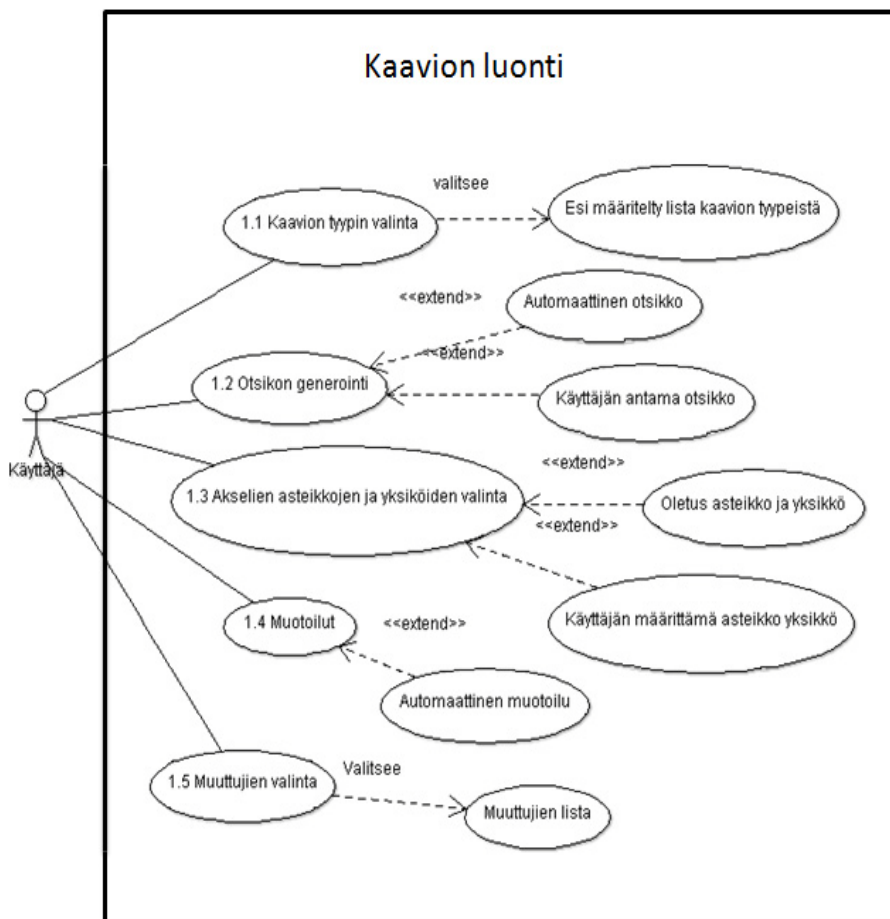 Kaavion luonti
valitsee
Esi määritelty lista kaavion tyypeistä
1.1 Kaavion tyypin valinta
<<extend>>
Automaattinen otsikko
<<extend>>
1.2 Otsikon generointi
Käyttäjän antama otsikko
Käyttäjä
<<extend>>
1.3 Akselien asteikkojen ja yksiköiden valinta
Oletus asteikko ja yksikkö
<<extend>>
Käyttäjän määrittämä asteikko yksikkö
1.4 Muotoilut
<<extend>>
Automaattinen muotoilu
1.5 Muuttujien valinta
Valitsee
Muuttujien lista